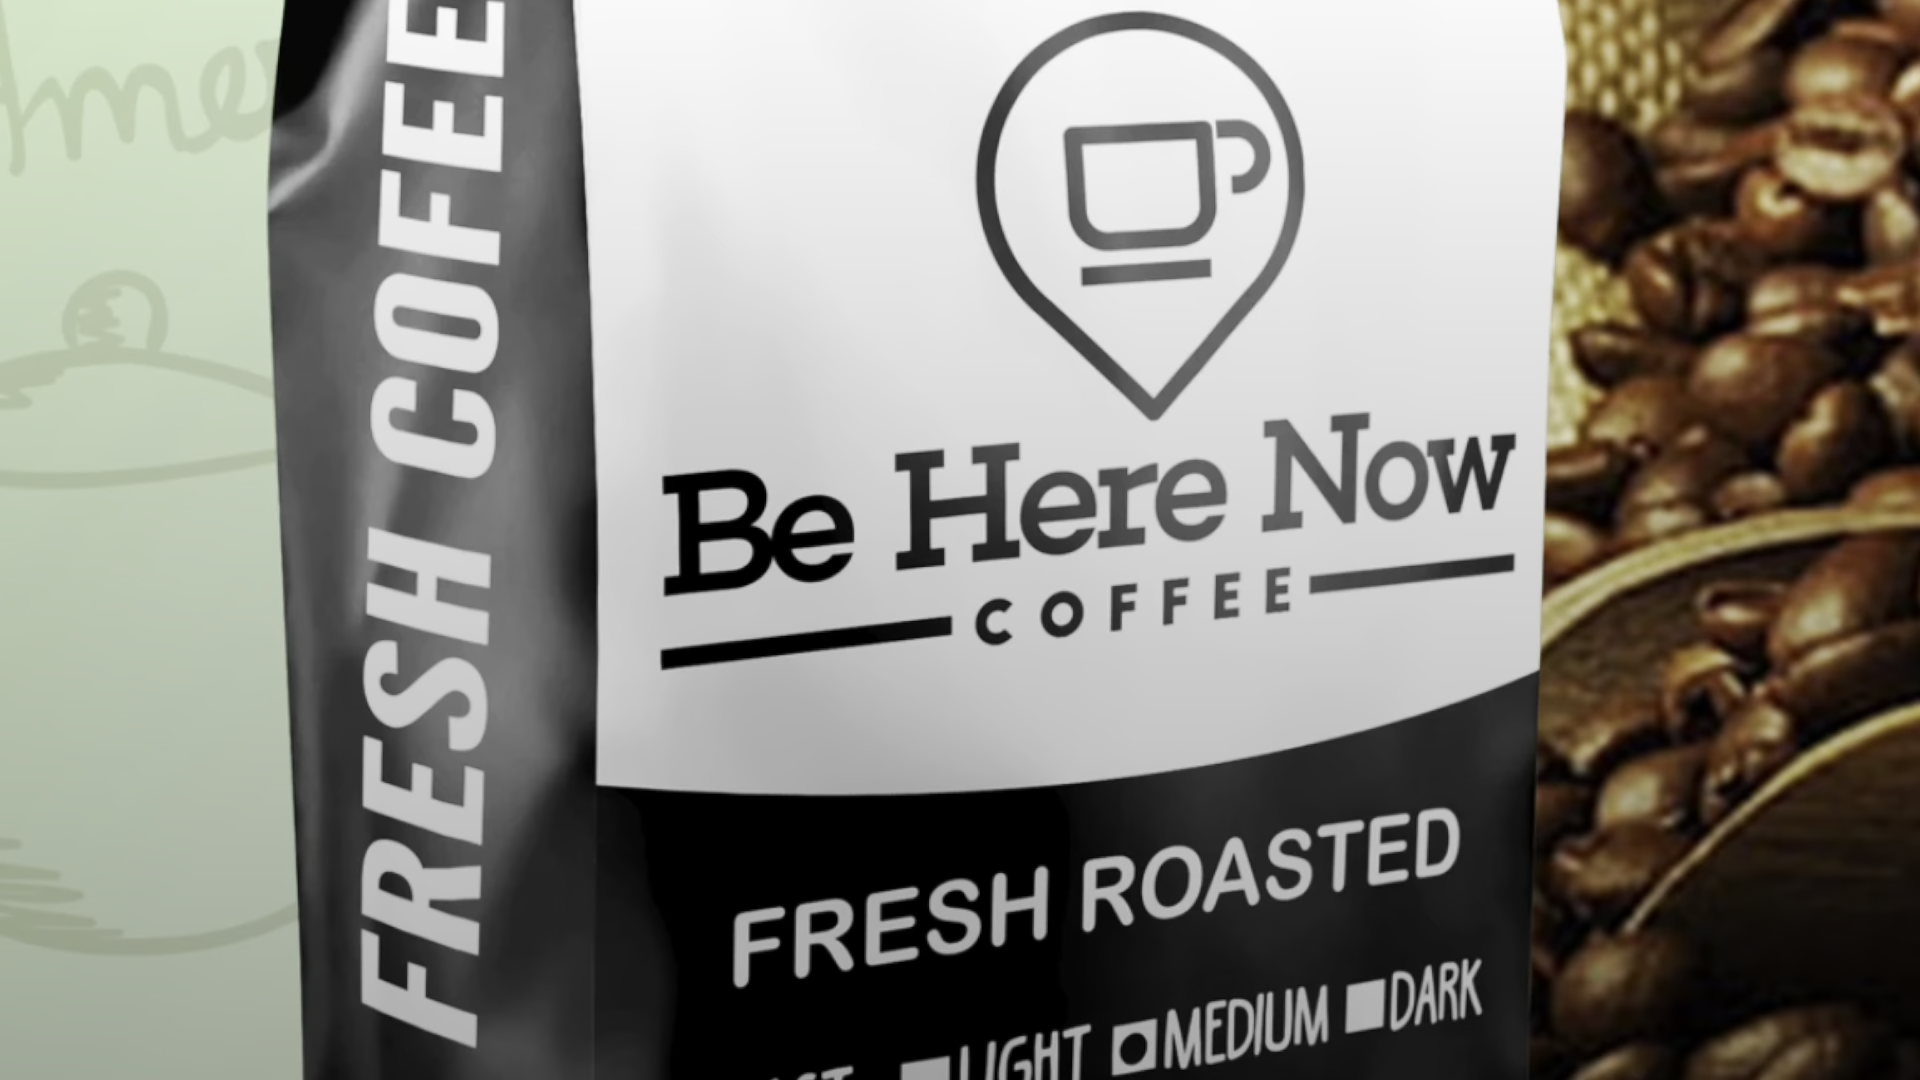 FRESH COFFEE
Be Here Now
COFFEE
FRESH ROASTED
LIGHT MEDIUM DARK